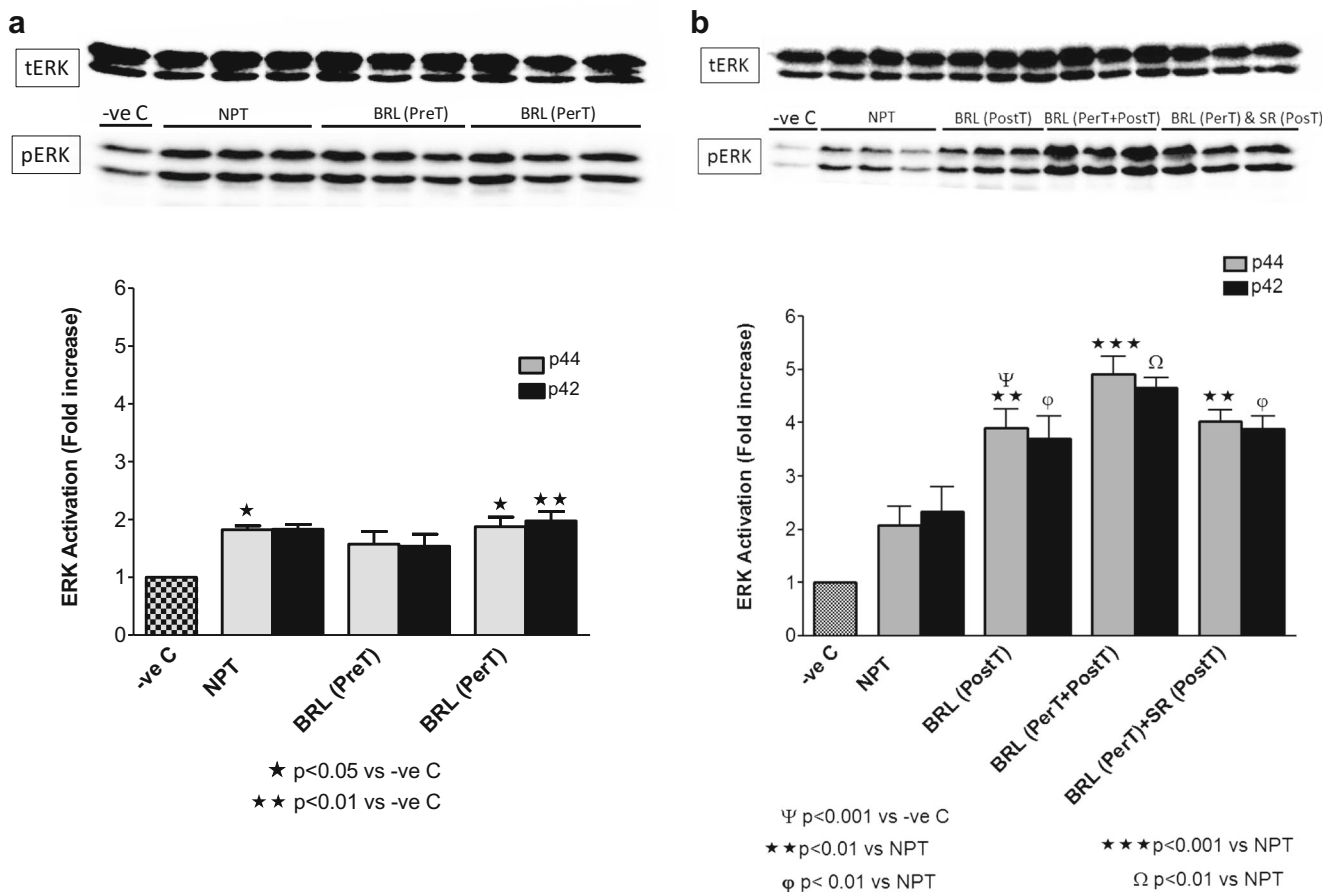 a
tERK
-ve C NPT BRL (PreT) BRL (PerT)
pERK
ERK Activation (Fold increase)
6
5
4
3
2
1
0
p44
p42
★
★
★★
-ve C
NPT
BRL (PreT)
BRL (PerT)
★ p<0.05 vs -ve C
★★ p<0.01 vs -ve C
b
tERK
-ve C NPT BRL (PostT) BRL (PerT+PostT) BRL (PerT) & SR (PosT)
pERK
p44
p42
ERK Activation (Fold increase)
6
5
4
3
2
1
0
Ψ
★★
φ
★★★
Ω
★★
φ
-ve C
NPT
BRL (PostT)
BRL (PerT+PostT)
BRL (PerT)+SR (PostT)
Ψ p<0.001 vs -ve C
★★p<0.01 vs NPT
φ p< 0.01 vs NPT
★★★p<0.001 vs NPT
Ω p<0.01 vs NPT